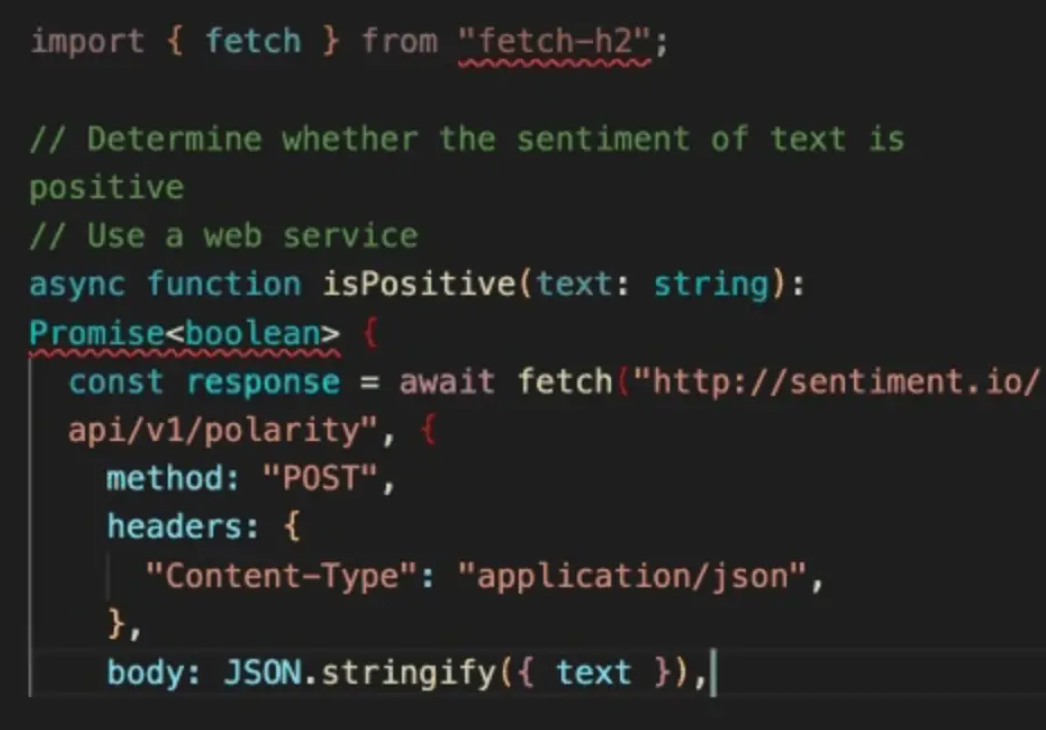 import { fetch } from "fetch-h2";
// Determine whether the sentiment of text is
positive
// Use a web service
async function isPositive(text: string):
Promise<boolean> {
const response = await fetch("http://sentiment.io/
api/v1/polarity", {
method: "POST",
headers: {
"Content-Type": "application/json",
},
body: JSON.stringify({ text }),